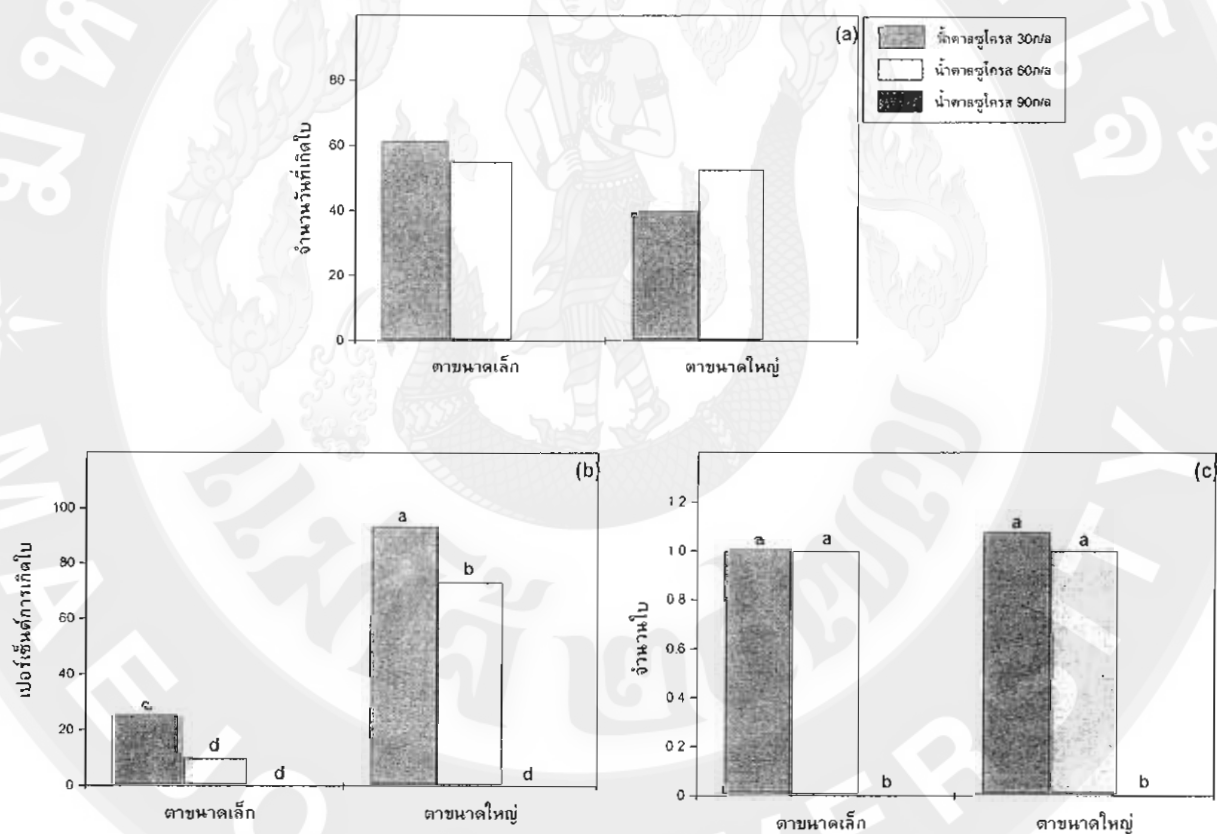 (a)
น้ำตาลซูโครส 30ก/ล
น้ำตาลซูโครส 60ก/ล
น้ำตาลซูโครส 90ก/ล
80
60
40
20
0
จำนวนวันที่เกิดใบ
ตาขนาดเล็ก
ตาขนาดใหญ่
(b)
100
80
60
40
20
0
เปอร์เซ็นต์การเกิดใบ
c
d
d
a
b
d
ตาขนาดเล็ก
ตาขนาดใหญ่
(c)
1 2
1 0
0 8
0 6
0 4
0 2
0
จำนวนใบ
a
a
b
a
a
b
ตาขนาดเล็ก
ตาขนาดใหญ่